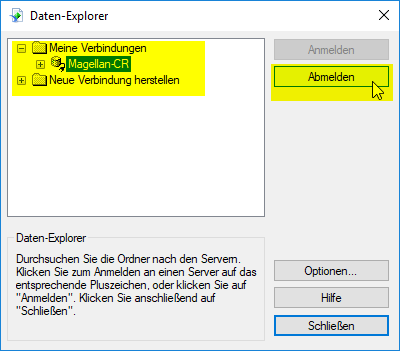 Daten-Explorer
Meine Verbindungen
Magellan-CR
Neue Verbindung herstellen
Anmelden
Abmelden
Daten-Explorer
Durchsuchen Sie die Ordner nach den Servern.
Klicken Sie zum Anmelden an einen Server auf das
entsprechende Pluszeichen, oder klicken Sie auf
"Anmelden". Klicken Sie anschließend auf
"Schließen".
Optionen...
Hilfe
Schließen